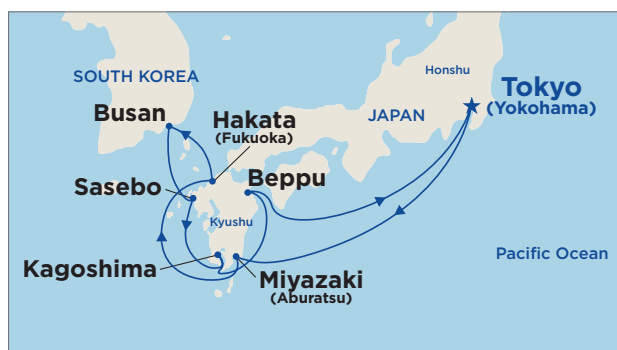 Honshu
SOUTH KOREA
Tokyo
(Yokohama)
Busan
Hakata
(Fukuoka)
JAPAN
Beppu
Sasebo
Kyushu
Pacific Ocean
Kagoshima
Miyazaki
(Aburatsu)